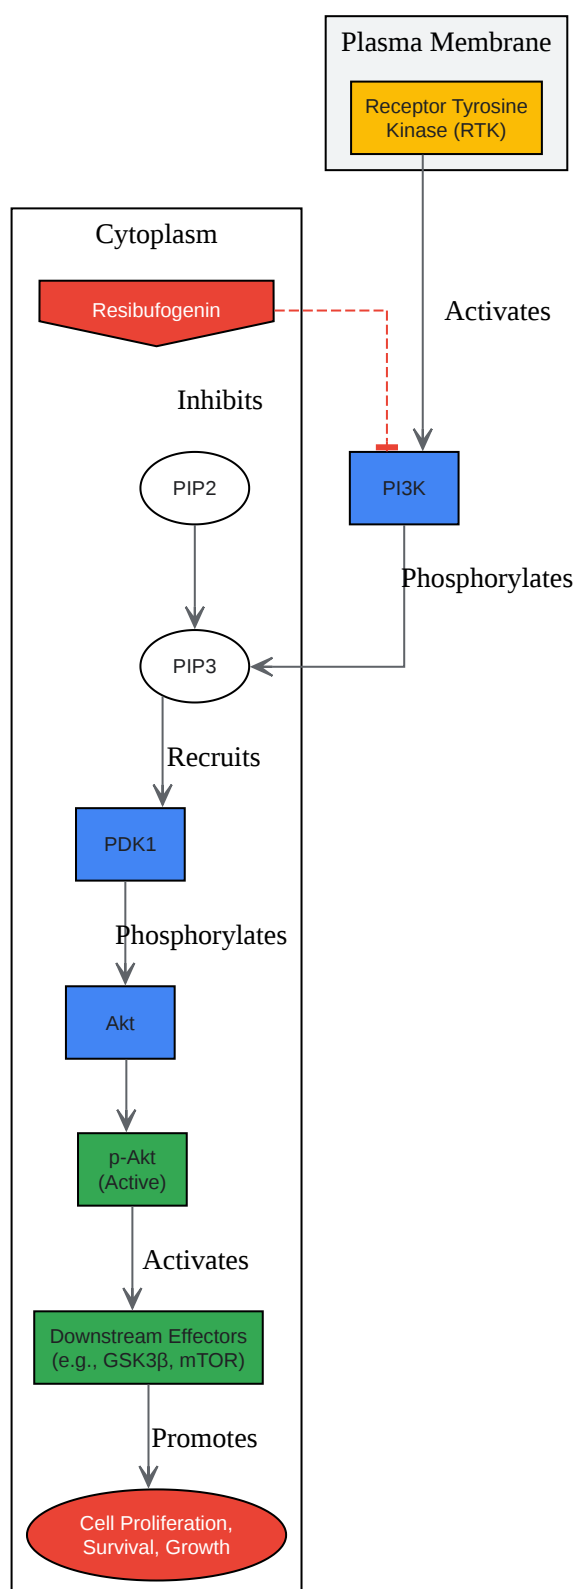 Plasma Membrane
Receptor Tyrosine
Kinase (RTK)
Cytoplasm
Resibufogenin
Activates
Inhibits
PIP2
PI3K
Phosphorylates
PIP3
Recruits
PDK1
Phosphorylates
Akt
p-Akt
(Active)
Activates
Downstream Effectors
(e.g., GSK3β, mTOR)
Promotes
Cell Proliferation,
Survival, Growth